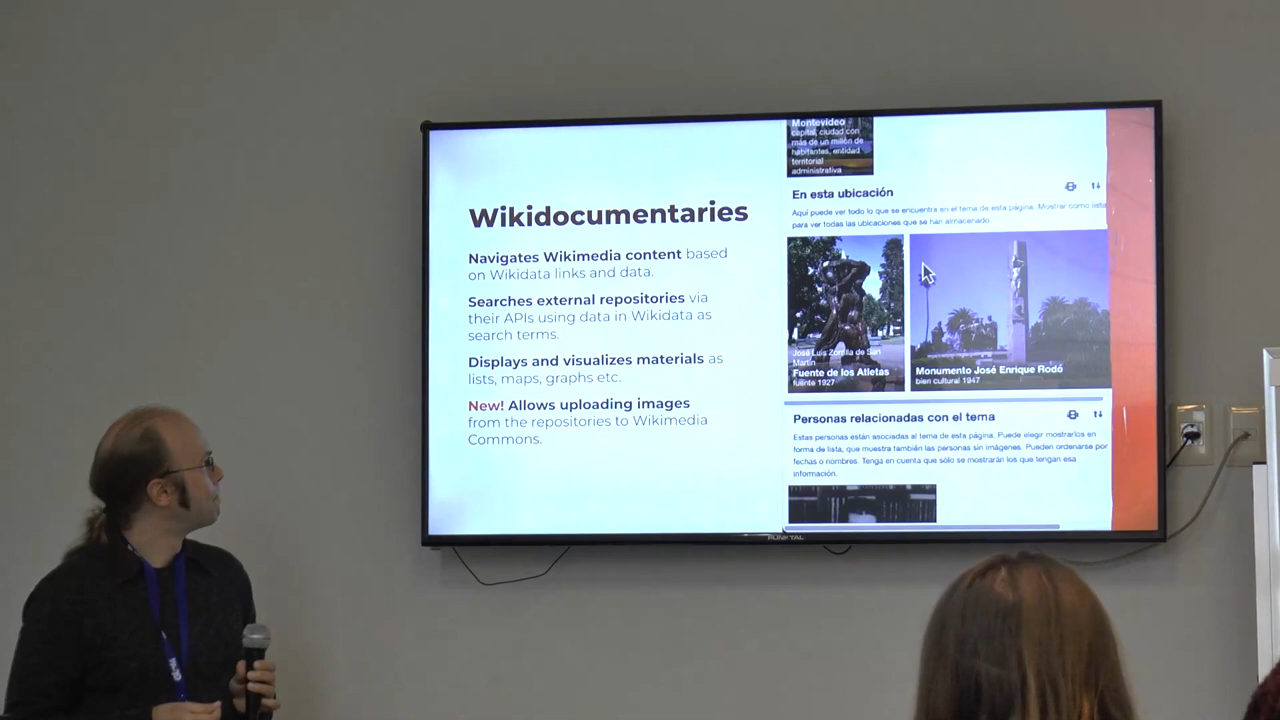 Wikidocumentaries
Navigates Wikimedia content based
on Wikidata links and data.
Searches external repositories via
their APIs using data in Wikidata as
search terms.
Displays and visualizes materials as
lists, maps, graphs etc.
New! Allows uploading images
from the repositories to Wikimedia
Commons.
Montevideo
capital, ciudad con
más de un millón de
habitantes, entidad
territorial
administrativa
En esta ubicación
Aquí puede ver todo lo que se encuentra en el tema de esta página. Mostrar como lista
para ver todas las ubicaciones que se han almacenado.
José Luis Zorrilla de San
Martín
Fuente de los Atletas
fuente 1927
Monumento José Enrique Rodó
bien cultural 1947
Personas relacionadas con el tema
Estas personas están asociadas al tema de esta página. Puede elegir mostrarlos en
forma de lista, que muestra también las personas sin imágenes. Pueden ordenarse por
fechas o nombres. Tenga en cuenta que sólo se mostrarán los que tengan esa
información.
PUNKTAL